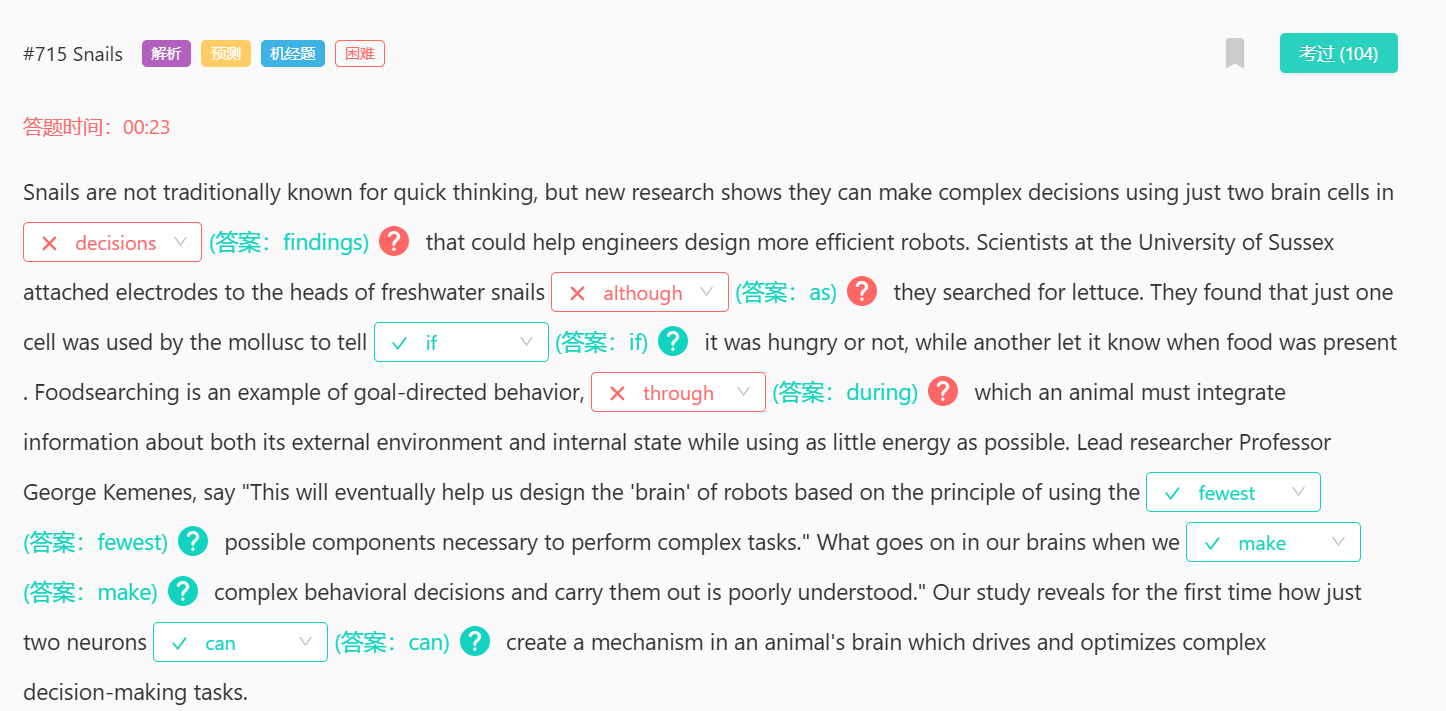 #715 Snails 解析 预测 机经题 困难 考过 (104)
答题时间：00:23
Snails are not traditionally known for quick thinking, but new research shows they can make complex decisions using just two brain cells in
× decisions (答案：findings) ? that could help engineers design more efficient robots. Scientists at the University of Sussex
attached electrodes to the heads of freshwater snails × although (答案：as) ? they searched for lettuce. They found that just one
cell was used by the mollusc to tell ✓ if (答案：if) ? it was hungry or not, while another let it know when food was present
. Foodsearching is an example of goal-directed behavior, × through (答案：during) ? which an animal must integrate
information about both its external environment and internal state while using as little energy as possible. Lead researcher Professor
George Kemenes, say "This will eventually help us design the 'brain' of robots based on the principle of using the ✓ fewest
(答案：fewest) ? possible components necessary to perform complex tasks." What goes on in our brains when we ✓ make
(答案：make) ? complex behavioral decisions and carry them out is poorly understood." Our study reveals for the first time how just
two neurons ✓ can (答案：can) ? create a mechanism in an animal's brain which drives and optimizes complex
decision-making tasks.